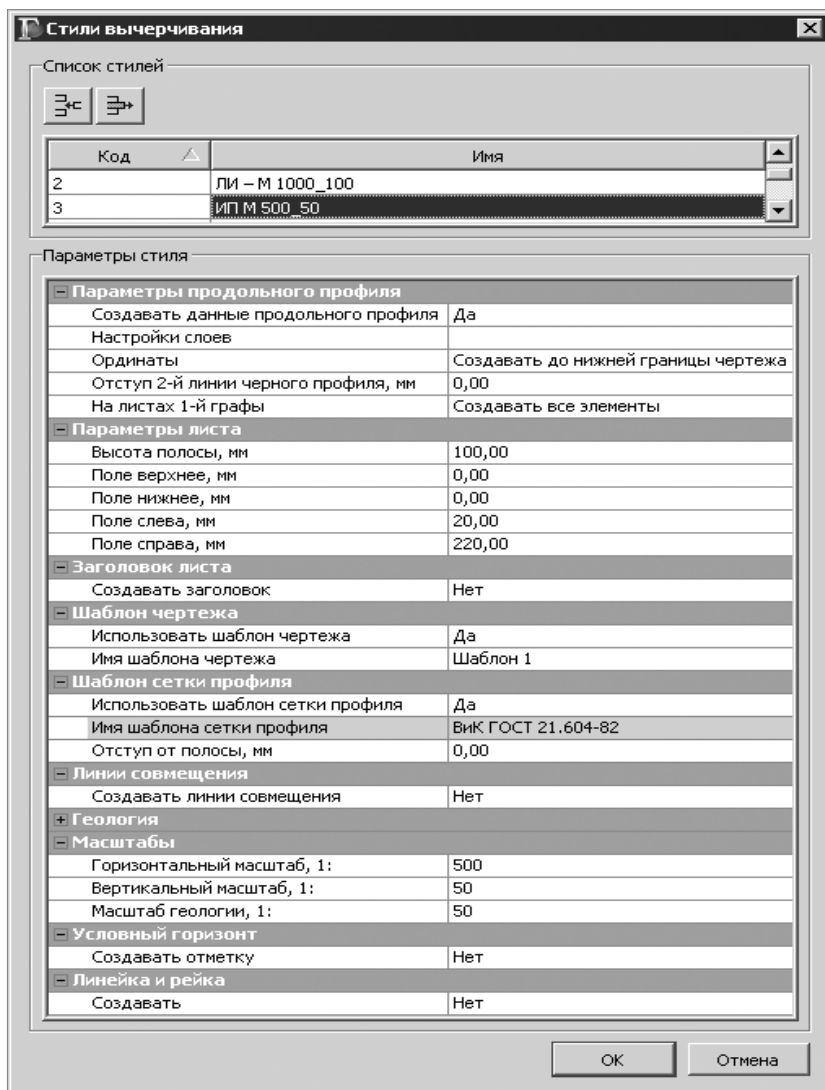 Стили вычерчивания
Список стилей
Код Имя
2 ЛИ – М 1000_100
3 ИП М 500_50
Параметры стиля
Параметры продольного профиля
Создавать данные продольного профиля Да
Настройки слоев
Ординаты Создавать до нижней границы чертежа
Отступ 2-й линии черного профиля, мм 0,00
На листах 1-й графы Создавать все элементы
Параметры листа
Высота полосы, мм 100,00
Поле верхнее, мм 0,00
Поле нижнее, мм 0,00
Поле слева, мм 20,00
Поле справа, мм 220,00
Заголовок листа
Создавать заголовок Нет
Шаблон чертежа
Использовать шаблон чертежа Да
Имя шаблона чертежа Шаблон 1
Шаблон сетки профиля
Использовать шаблон сетки профиля Да
Имя шаблона сетки профиля ВиК ГОСТ 21.604-82
Отступ от полосы, мм 0,00
Линии совмещения
Создавать линии совмещения Нет
Геология
Масштабы
Горизонтальный масштаб, 1: 500
Вертикальный масштаб, 1: 50
Масштаб геологии, 1: 50
Условный горизонт
Создавать отметку Нет
Линейка и рейка
Создавать Нет
OK Отмена